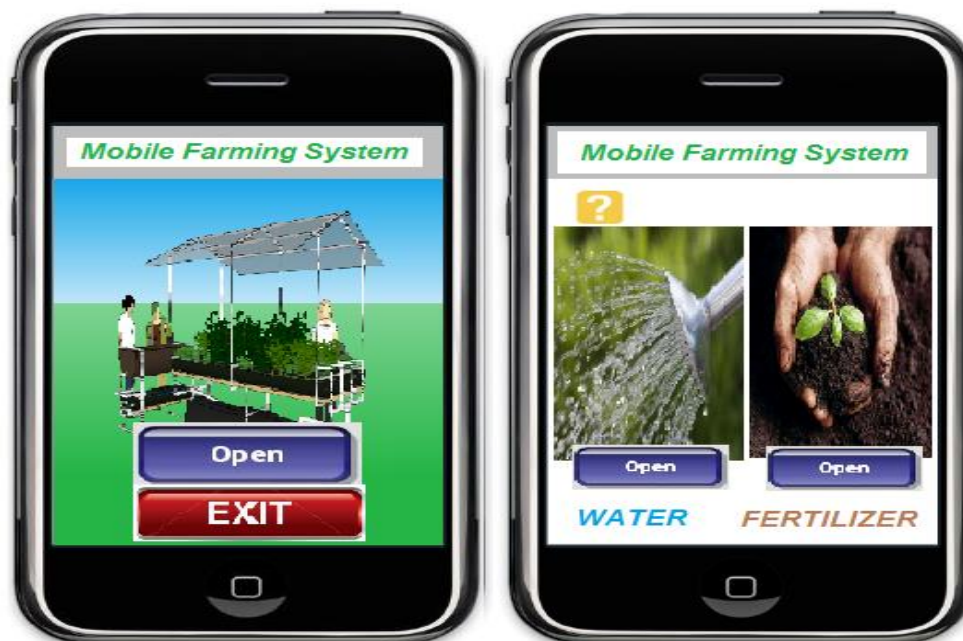 Mobile Farming System
Open
EXIT
Mobile Farming System
?
Open
Open
WATER
FERTILIZER